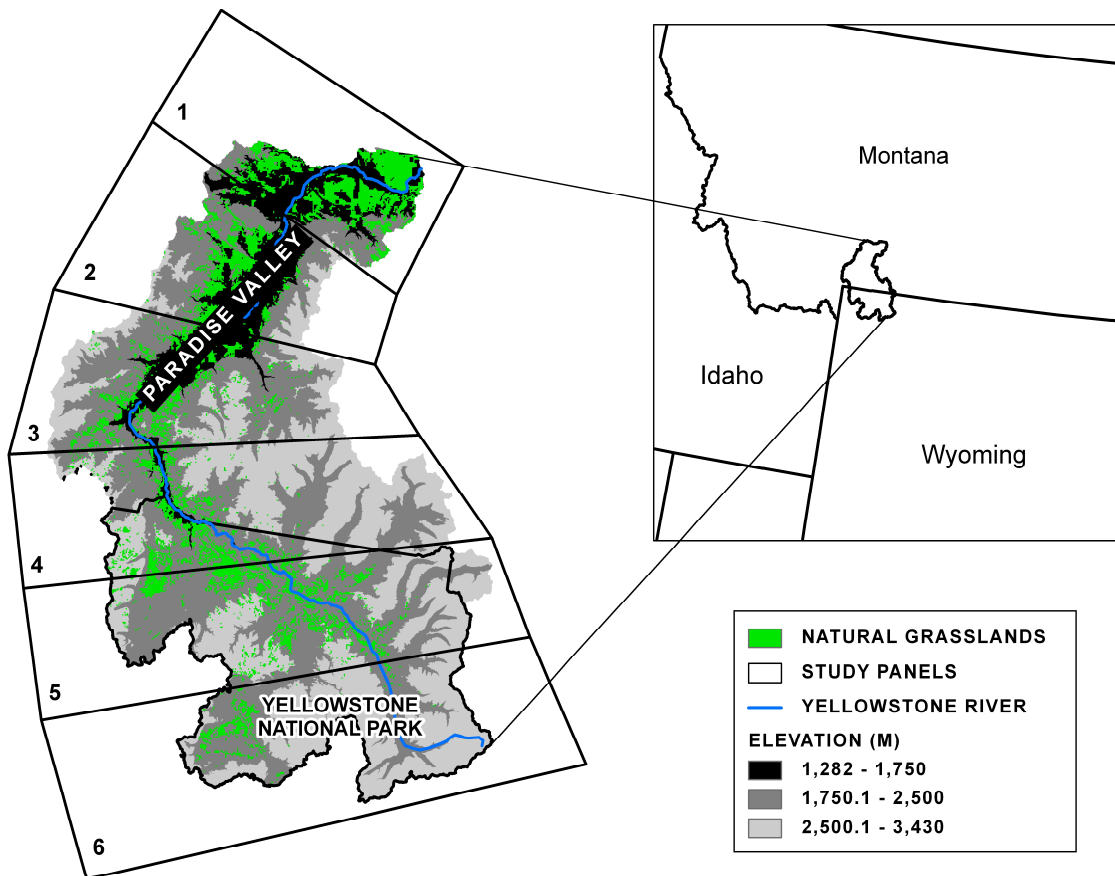 1
2
3
4
5
6
PARADISE VALLEY
YELLOWSTONE
NATIONAL PARK
Montana
Idaho
Wyoming
NATURAL GRASSLANDS
STUDY PANELS
YELLOWSTONE RIVER
ELEVATION (M)
1,282 - 1,750
1,750.1 - 2,500
2,500.1 - 3,430